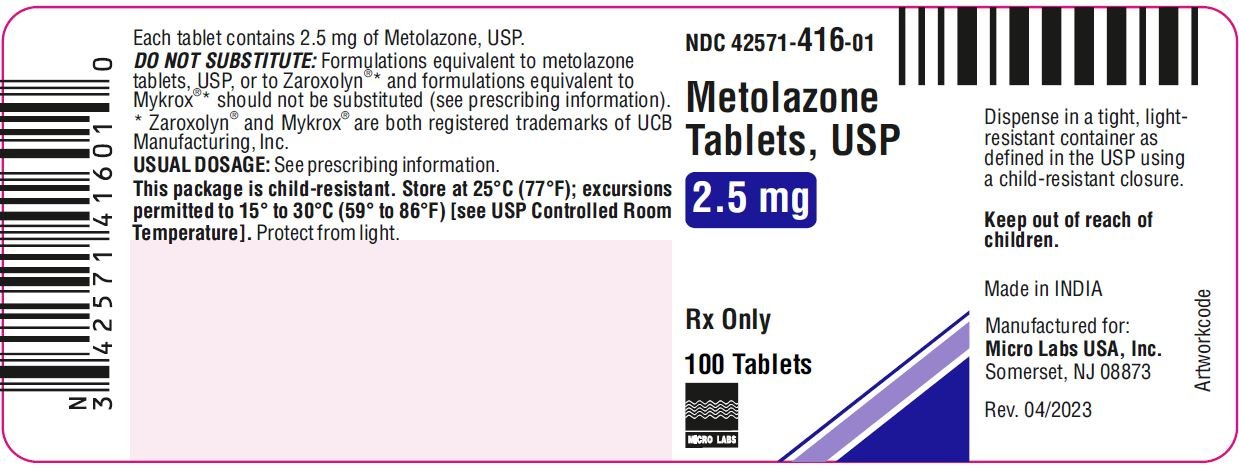 Each tablet contains 2.5 mg of Metolazone, USP.
DO NOT SUBSTITUTE: Formulations equivalent to metolazone
tablets, USP, or to Zaroxolyn®* and formulations equivalent to
Mykrox®* should not be substituted (see prescribing information).
* Zaroxolyn® and Mykrox® are both registered trademarks of UCB
Manufacturing, Inc.
USUAL DOSAGE: See prescribing information.
This package is child-resistant. Store at 25°C (77°F); excursions
permitted to 15° to 30°C (59° to 86°F) [see USP Controlled Room
Temperature]. Protect from light.
N
3 42571 41601 0
NDC 42571-416-01
Metolazone
Tablets, USP
2.5 mg
Rx Only
100 Tablets
MICRO LABS
Dispense in a tight, light-
resistant container as
defined in the USP using
a child-resistant closure.
Keep out of reach of
children.
Made in INDIA
Manufactured for:
Micro Labs USA, Inc.
Somerset, NJ 08873
Rev. 04/2023
Artworkcode